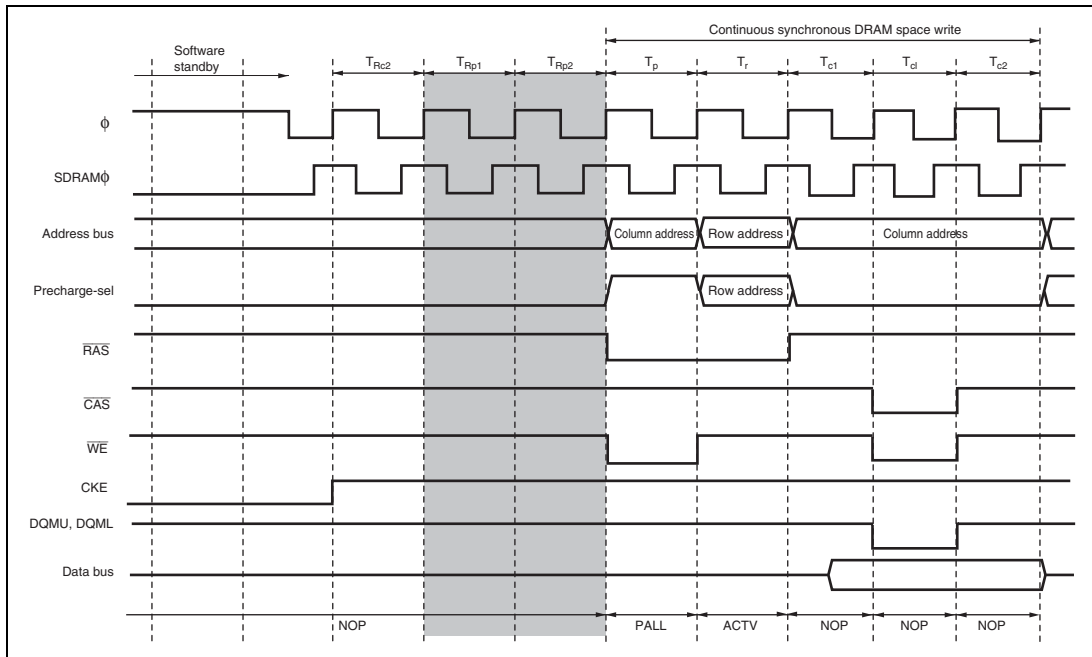 Continuous synchronous DRAM space write
Software
standby
TRc2 TRp1 TRp2 Tp Tr Tc1 Tcl Tc2
ϕ
SDRAMϕ
Address bus Column address Row address Column address
Precharge-sel Row address
RAS
CAS
WE
CKE
DQMU, DQML
Data bus
NOP PALL ACTV NOP NOP NOP